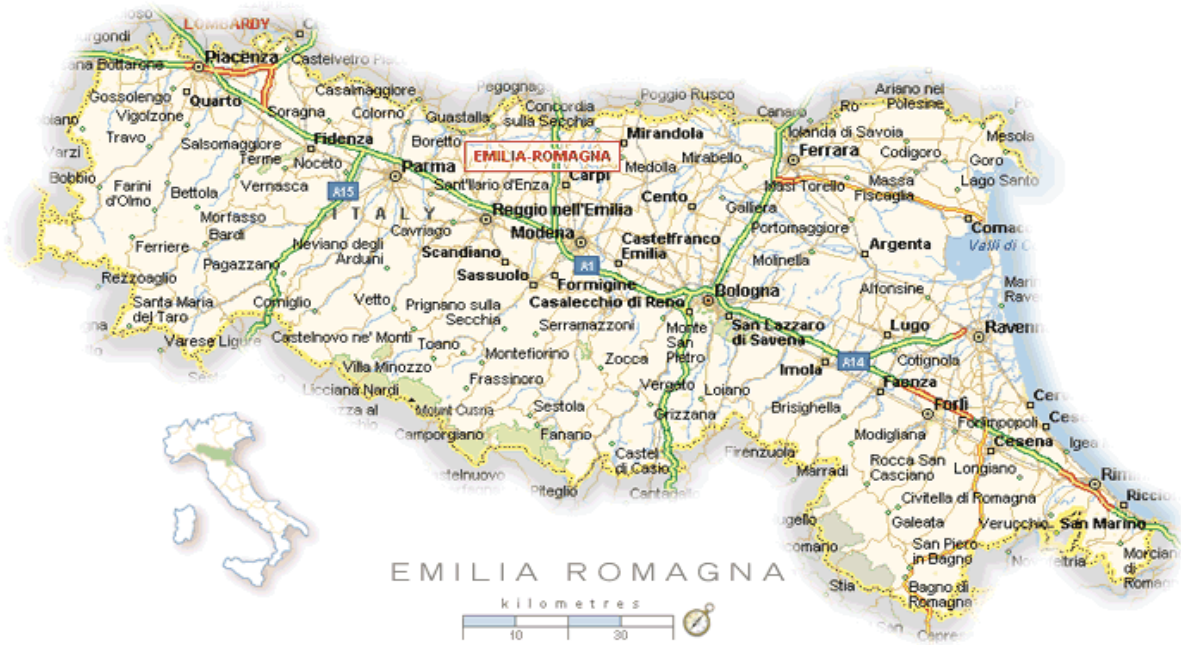 LOMBARDY
Piacenza
Castelvetro
Gossolengo
Quarto
Vigolzone
Casalmaggiore
Pegognag
Poggio Rusco
Ariano nel
Polesine
Travo
Soragna
Colorno
Guastalla
Concordia
sulla Secchia
Canaro
Ro
Salsomaggiore
Terme
Fidenza
Boretto
Mirandola
Iolanda di Savoia
Mesola
Noceto
Parma
EMILIA-ROMAGNA
Medolla
Mirabello
Ferrara
Codigoro
Goro
Bobbio
Farini
d'Olmo
Bettola
Vernasca
A15
Sant'Ilario d'Enza
Carpi
Cento
Masi Torello
Massa
Fiscaglia
Lago Santo
ITALY
Morfasso
Bardi
Cavriago
Reggio nell'Emilia
Galliera
Portomaggiore
Ferriere
Neviano degli
Arduini
Scandiano
Modena
Castelfranco
Emilia
Argenta
Rezzoaglio
Pagazzano
Sassuolo
A1
Formigine
Molinella
Santa Maria
del Taro
Corniglio
Vetto
Prignano sulla
Secchia
Casalecchio di Reno
Bologna
Alfonsine
Varese Ligure
Castelnovo ne' Monti
Toano
Serramazzoni
Monte
San
Pietro
San Lazzaro
di Savena
Lugo
Villa Minozzo
Montefiorino
Zocca
Imola
A14
Cotignola
Licciana Nardi
Frassinoro
Vergato
Loiano
Faenza
Mount Cusna
Sestola
Grizzana
Brisighella
Forlì
Forlimpopoli
Camporgiano
Fanano
Castel
di Casio
Firenzuola
Modigliana
Cesena
Piteglio
Marradi
Rocca San
Casciano
Longiano
Civitella di Romagna
Galeata
Verucchio
San Marino
San Piero
in Bagno
Morcian
di
Stia
Bagno di
Romagna
EMILIA ROMAGNA
kilometres
10 30